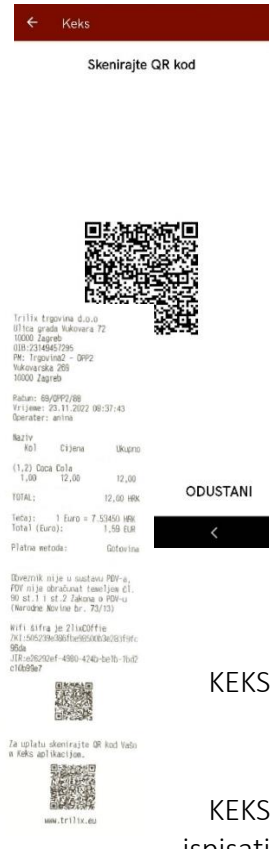 Keks
Skenirajte QR kod
Trilix trgovina d.o.o
Ulica grada Vukovara 72
10000 Zagreb
OIB:23149457295
PM: Trgovina2 - OPP2
Vukovarska 269
10000 Zagreb
Račun: 69/OPP2/88
Vrijeme: 23.11.2022 08:37:43
Operater: anina
Naziv
Kol Cijena Ukupno
(1,2) Coca Cola
1,00 12,00 12,00
TOTAL: 12,00 HRK
Tečaj: 1 Euro = 7.53450 HRK
Total (Euro): 1,59 EUR
Platna metoda: Gotovina
Obveznik nije u sustavu PDV-a,
PDV nije obračunat temeljem čl.
90 st.1 i st.2 Zakona o PDV-u
(Narodne Novine br. 73/13)
Wifi šifra je 2lixCOffie
98da
c10b99e7
Za uplatu skenirajte QR kod Vašo
m Keks aplikacijom.
www.trilix.eu
ODUSTANI
KEKS
KEKS
ispisati